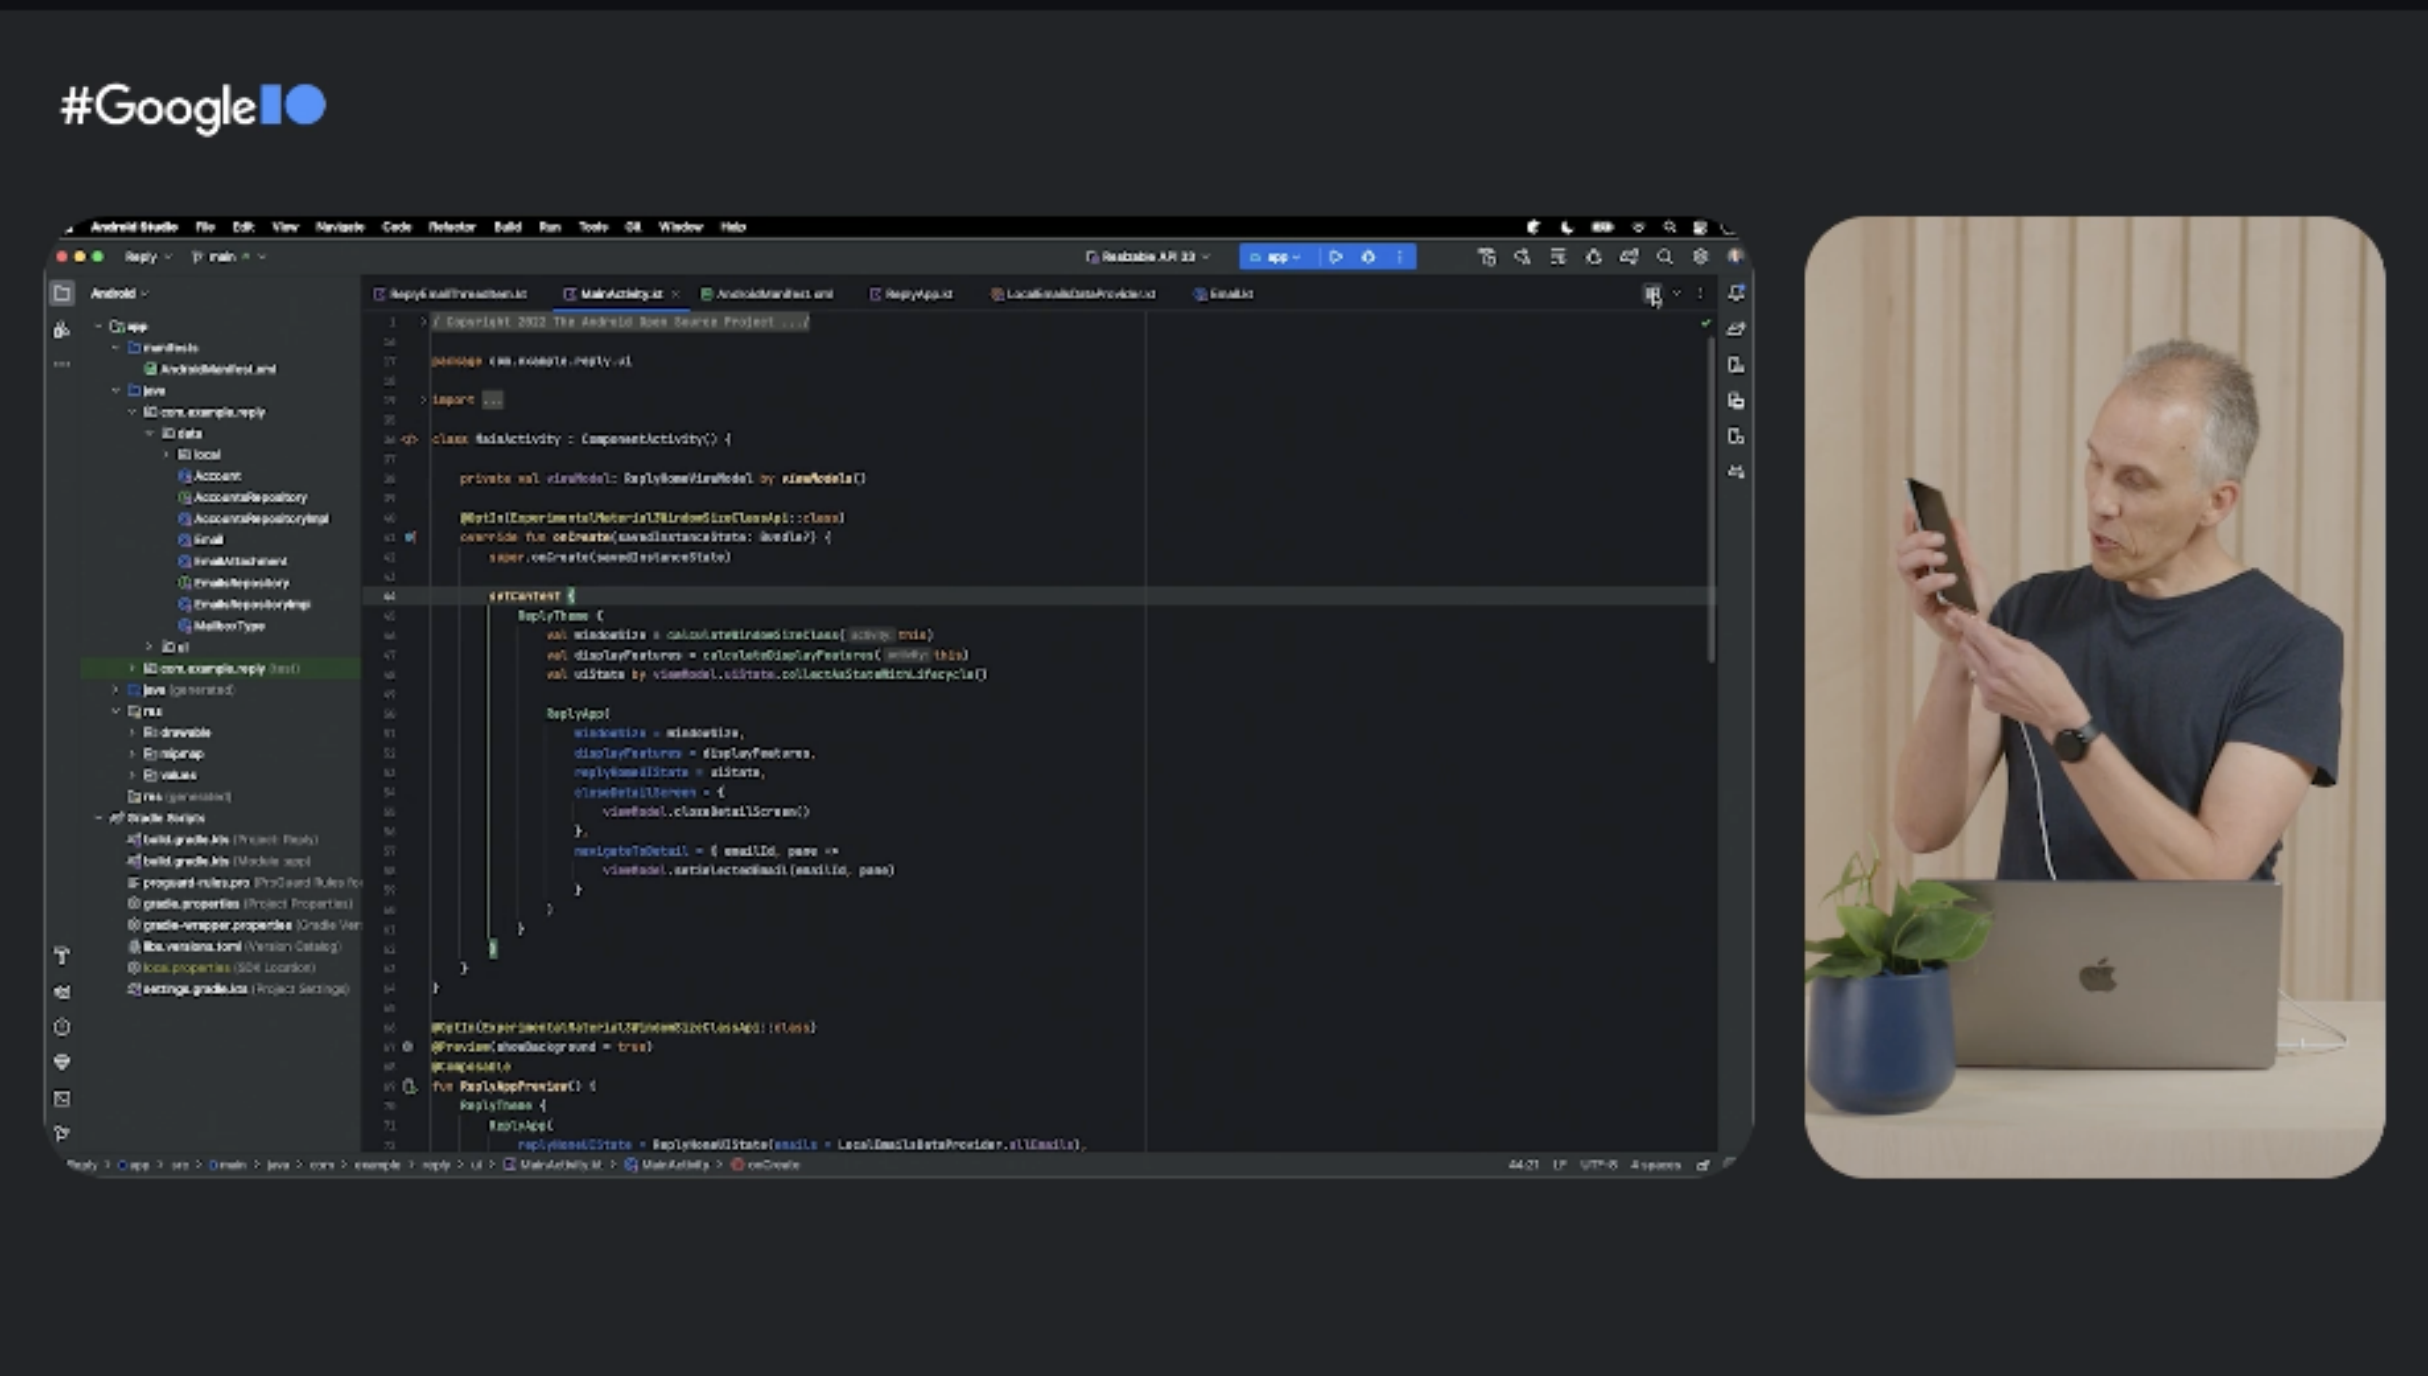 #Google IO
Android Studio File Edit View Navigate Code Refactor Build Run Tools Git Window Help
Reply main Resizable API 33 app
Android
ReplyEmailThreadItem.kt MainActivity.kt AndroidManifest.xml ReplyApp.kt LocalEmailsDataProvider.kt Email.kt
app
manifests
AndroidManifest.xml
java
com.example.reply
data
local
Account
AccountsRepository
AccountsRepositoryImpl
Email
EmailAttachment
EmailsRepository
EmailsRepositoryImpl
MailboxType
ui
com.example.reply (test)
java (generated)
res
drawable
mipmap
values
res (generated)
Gradle Scripts
build.gradle.kts (Project: Reply)
build.gradle.kts (Module :app)
proguard-rules.pro (ProGuard Rules for
gradle.properties (Project Properties)
gradle-wrapper.properties (Gradle Ver
libs.versions.toml (Version Catalog)
local.properties (SDK Location)
settings.gradle.kts (Project Settings)
/ Copyright 2022 The Android Open Source Project .../
package com.example.reply.ui
import ...
class MainActivity : ComponentActivity() {
private val viewModel: ReplyHomeViewModel by viewModels()
@OptIn(ExperimentalMaterial3WindowSizeClassApi::class)
override fun onCreate(savedInstanceState: Bundle?) {
super.onCreate(savedInstanceState)
setContent {
ReplyTheme {
val windowSize = calculateWindowSizeClass( activity: this)
val displayFeatures = calculateDisplayFeatures( activity: this)
val uiState by viewModel.uiState.collectAsStateWithLifecycle()
ReplyApp(
windowSize = windowSize,
displayFeatures = displayFeatures,
replyHomeUIState = uiState,
closeDetailScreen = {
viewModel.closeDetailScreen()
},
navigateToDetail = { emailId, pane ->
viewModel.setSelectedEmail(emailId, pane)
}
)
}
}
}
}
@OptIn(ExperimentalMaterial3WindowSizeClassApi::class)
@Preview(showBackground = true)
@Composable
fun ReplyAppPreview() {
ReplyTheme {
ReplyApp(
replyHomeUIState = ReplyHomeUIState(emails = LocalEmailsDataProvider.allEmails),
Reply > app > src > main > java > com > example > reply > ui > MainActivity.kt > MainActivity > onCreate 44:21 LF UTF-8 4 spaces